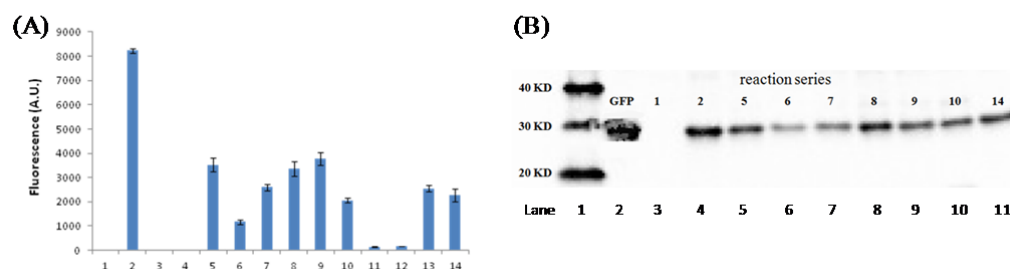 (A)
Fluorescence (A.U.)
9000
8000
7000
6000
5000
4000
3000
2000
1000
0
1 2 3 4 5 6 7 8 9 10 11 12 13 14
(B)
reaction series
40 KD
GFP 1 2 5 6 7 8 9 10 14
30 KD
20 KD
Lane 1 2 3 4 5 6 7 8 9 10 11